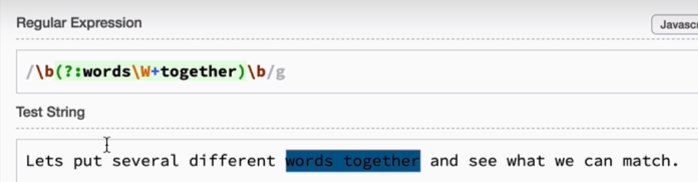 Regular Expression
Javascr
/\b(?:words\W+together)\b/g
Test String
Lets put several different words together and see what we can match.